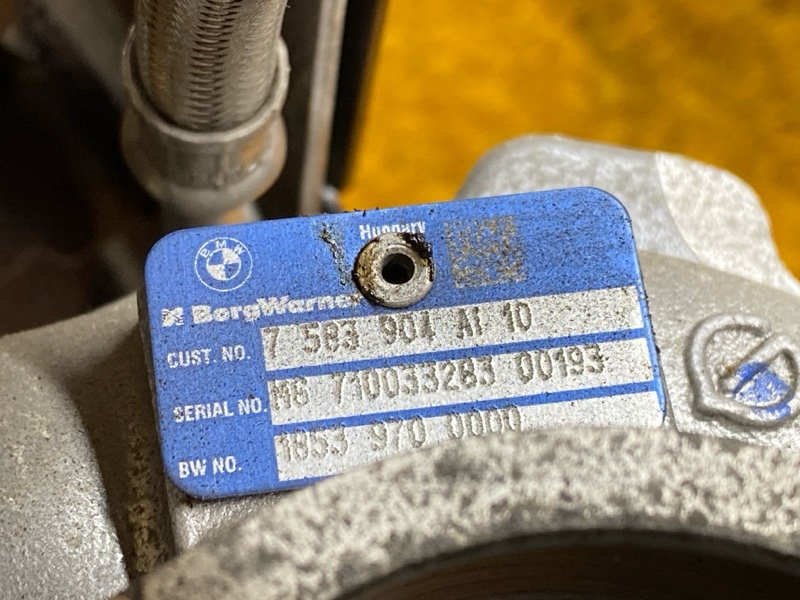 Hungary
BMW
BorgWarner
CUST. NO. 7 583 904 AI 10
SERIAL NO. MG 710033283 00193
BW NO. 1853 970 0000